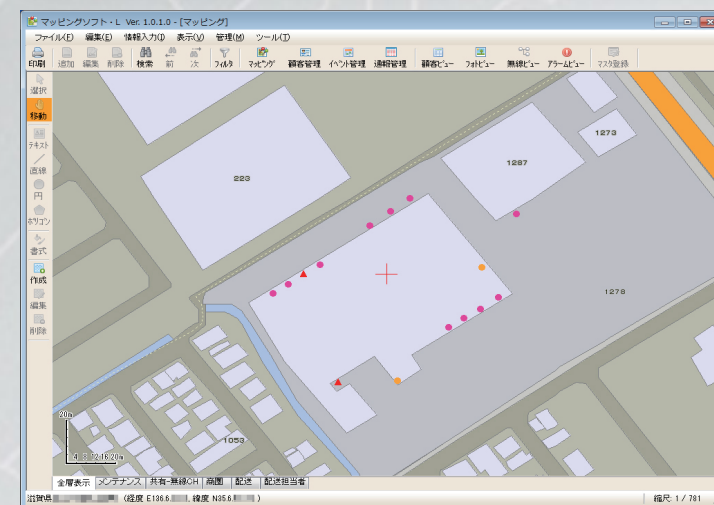 マッピングソフト・L Ver. 1.0.1.0 - [マッピング]
ファイル(F) 編集(E) 情報入力(I) 表示(V) 管理(M) ツール(T)
印刷 追加 編集 削除 検索 前 次 フィルタ マッピング 顧客管理 イベント管理 通報管理 顧客ビュー フォトビュー 無線ビュー アラームビュー マスタ登録
選択
移動
テキスト
直線
円
ポリゴン
書式
作成
編集
削除
1273
1287
223
1278
1053
20m
4 8 12 16 20m
全層表示 メンテナンス 共有-無線CH 商圏 配送 配送担当者
滋賀県 (経度 E136.6 , 緯度 N35.6 ) 縮尺: 1 / 781